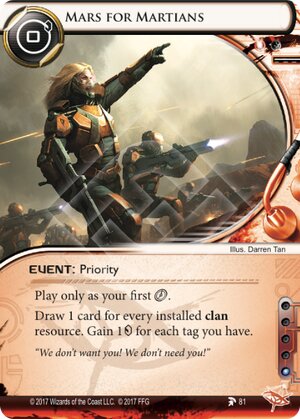 0
Mars for Martians
Illus. Darren Tan
EVENT: Priority
Play only as your first
Draw 1 card for every installed clan
resource. Gain 1 for each tag you have.
"We don't want you! We don't need you!"
© 2017 Wizards of the Coast LLC. © 2017 FFG
81